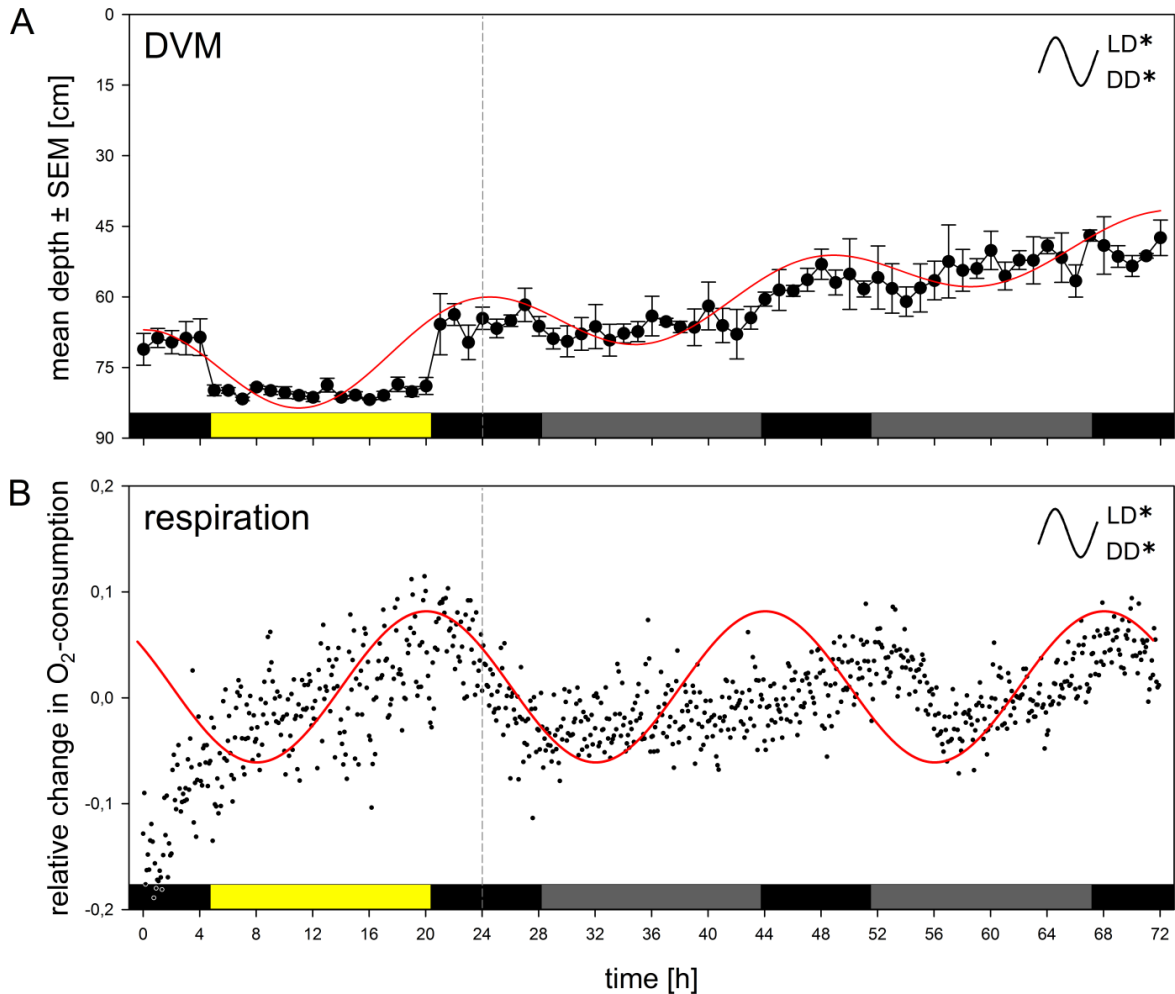 A
DVM
LD*
DD*
mean depth ± SEM [cm]
0
15
30
45
60
75
90
B
respiration
LD*
DD*
relative change in O₂-consumption
0,2
0,1
0,0
-0,1
-0,2
0 4 8 12 16 20 24 28 32 36 40 44 48 52 56 60 64 68 72
time [h]